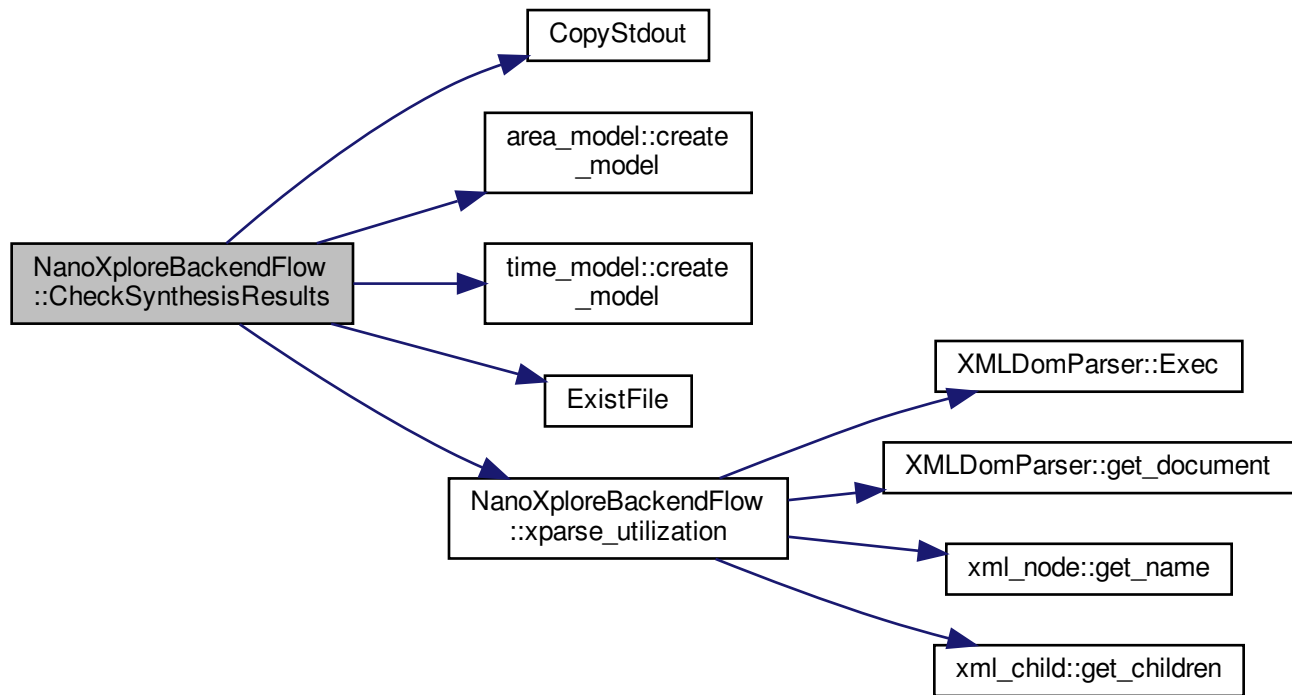 CopyStdout
area_model::create
_model
NanoXploreBackendFlow
::CheckSynthesisResults
time_model::create
_model
ExistFile
NanoXploreBackendFlow
::xparse_utilization
XMLDomParser::Exec
XMLDomParser::get_document
xml_node::get_name
xml_child::get_children